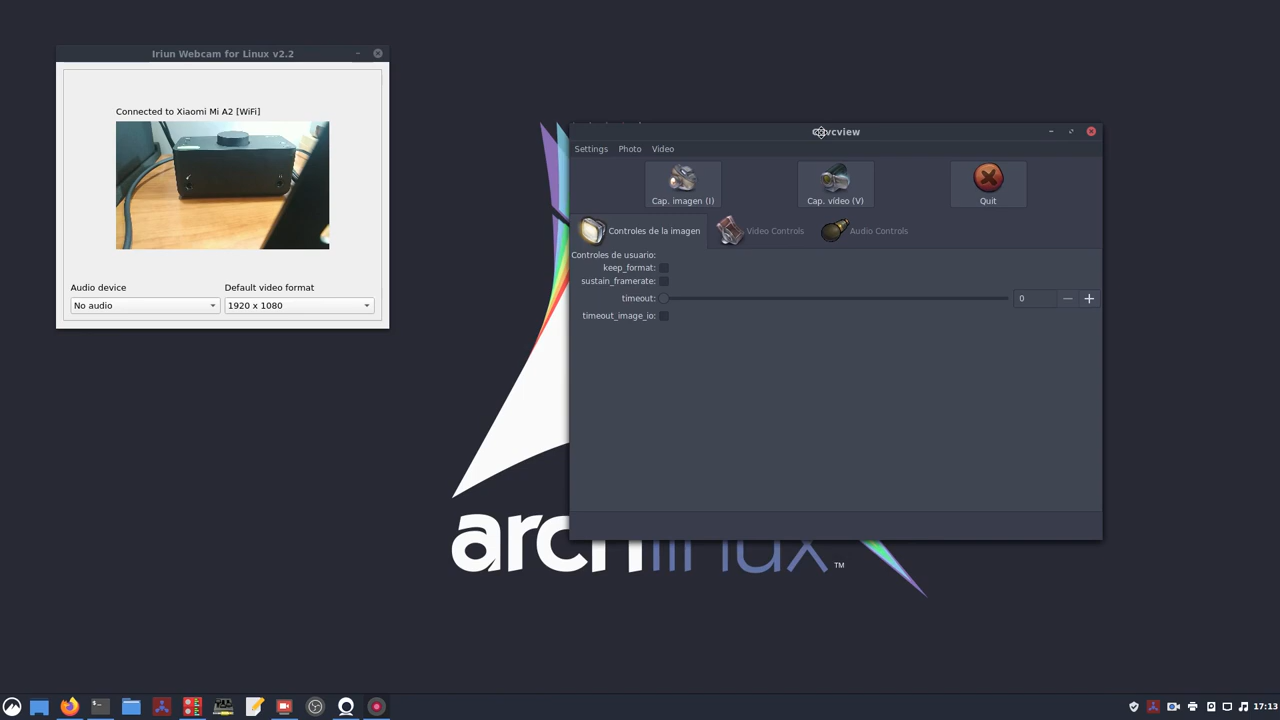 Iriun Webcam for Linux v2.2
Connected to Xiaomi Mi A2 [WiFi]
Audio device
Default video format
No audio
1920 x 1080
Settings
Photo
Video
Cap. imagen (I)
Cap. vídeo (V)
Quit
Controles de la imagen
Video Controls
Audio Controls
Controles de usuario:
keep_format:
sustain_framerate:
timeout:
0
timeout_image_io:
archlinux
TM
17:13